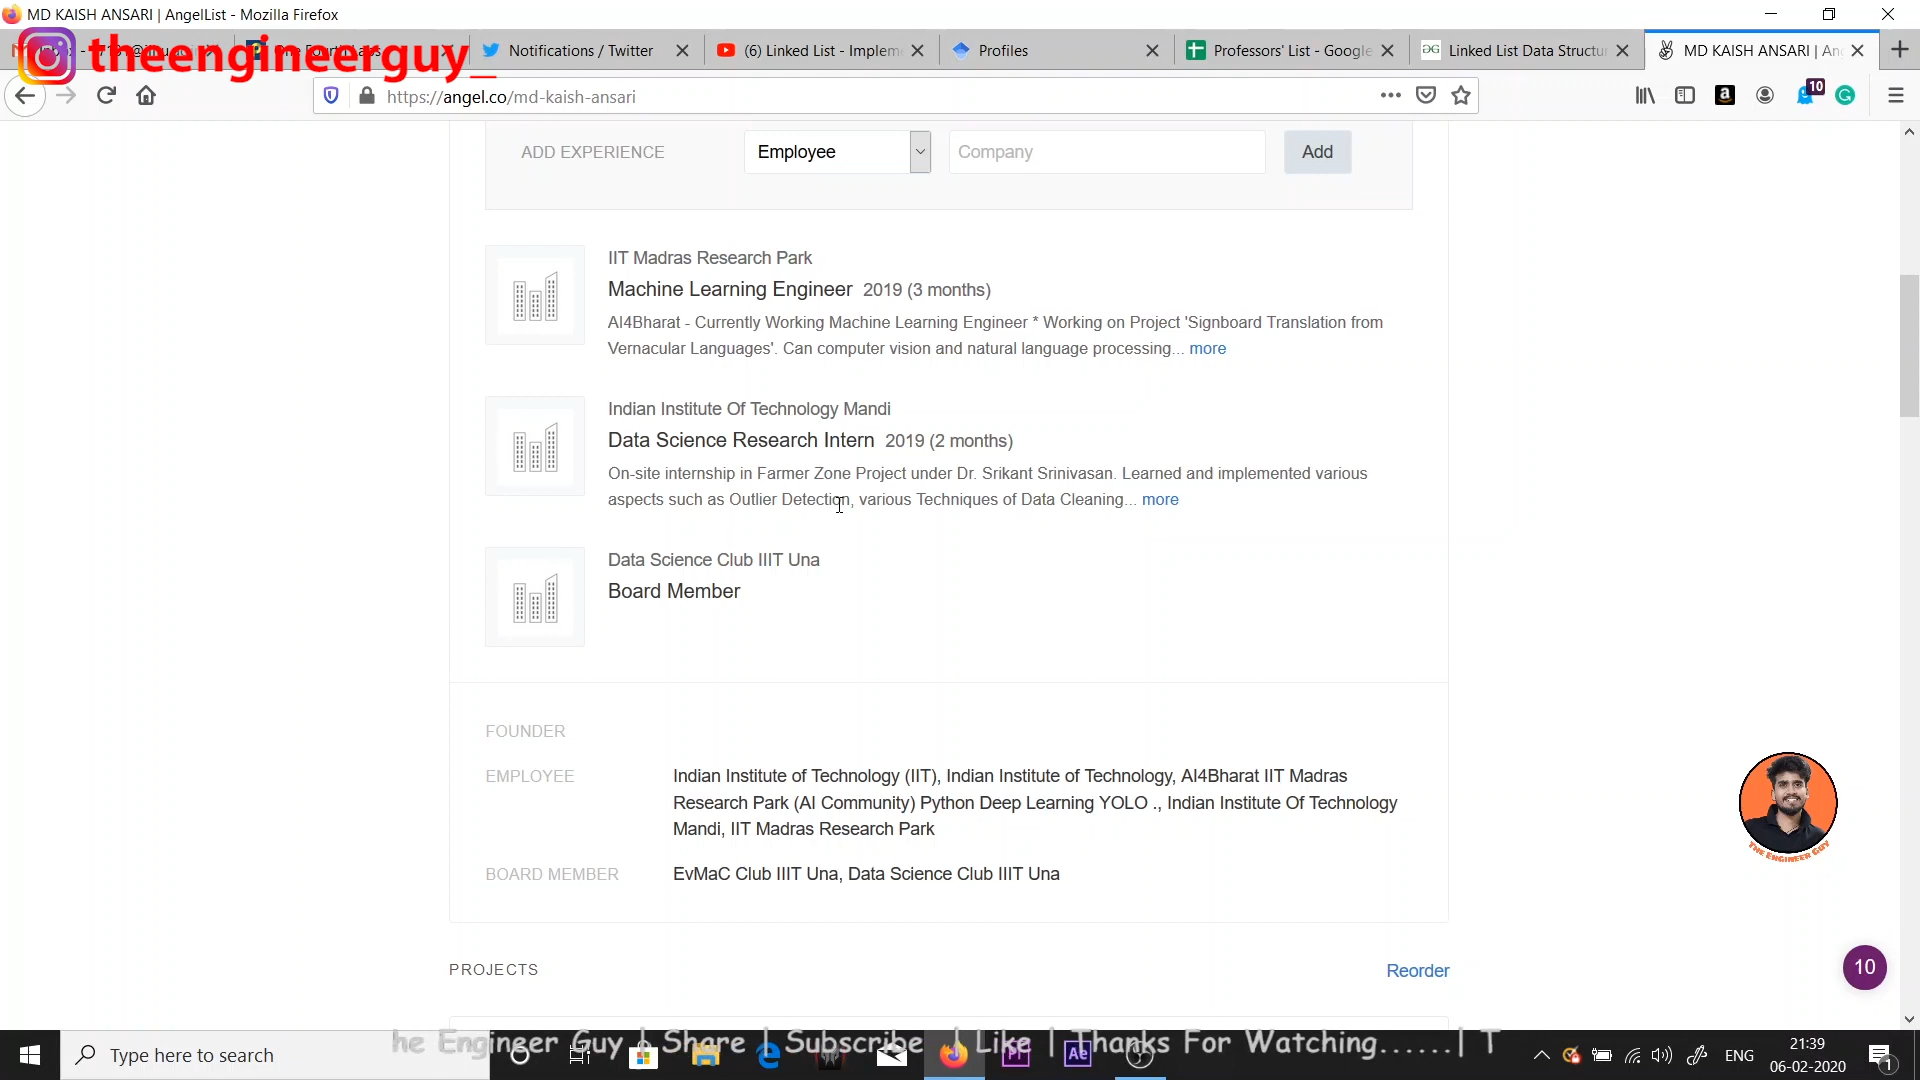 MD KAISH ANSARI | AngelList - Mozilla Firefox
theengineerguy_
Notifications / Twitter
(6) Linked List - Implem
Profiles
Professors' List - Google
Linked List Data Structu
MD KAISH ANSARI | An
https://angel.co/md-kaish-ansari
10
ADD EXPERIENCE
Employee
Company
Add
IIT Madras Research Park
Machine Learning Engineer 2019 (3 months)
AI4Bharat - Currently Working Machine Learning Engineer * Working on Project 'Signboard Translation from
Vernacular Languages'. Can computer vision and natural language processing... more
Indian Institute Of Technology Mandi
Data Science Research Intern 2019 (2 months)
On-site internship in Farmer Zone Project under Dr. Srikant Srinivasan. Learned and implemented various
aspects such as Outlier Detection, various Techniques of Data Cleaning... more
Data Science Club IIIT Una
Board Member
FOUNDER
EMPLOYEE
Indian Institute of Technology (IIT), Indian Institute of Technology, AI4Bharat IIT Madras
Research Park (AI Community) Python Deep Learning YOLO ., Indian Institute Of Technology
Mandi, IIT Madras Research Park
BOARD MEMBER
EvMaC Club IIIT Una, Data Science Club IIIT Una
THE ENGINEER GUY
PROJECTS
Reorder
10
he Engineer Guy | Share | Subscribe | Like | Thanks For Watching......| T
Type here to search
Ae
ENG
21:39
06-02-2020
1